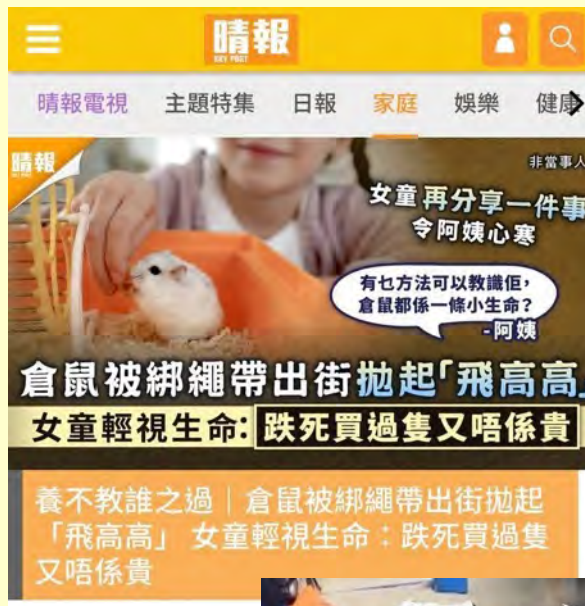 晴報
SKY POST
晴報電視 主題特集 日報 家庭 娛樂 健康
晴報
非當事人
女童再分享一件事
令阿姨心寒
有乜方法可以教識佢，
倉鼠都係一條小生命？
-阿姨
倉鼠被綁繩帶出街拋起「飛高高」
女童輕視生命：跌死買過隻又唔係貴
養不教誰之過｜倉鼠被綁繩帶出街拋起
「飛高高」 女童輕視生命：跌死買過隻
又唔係貴